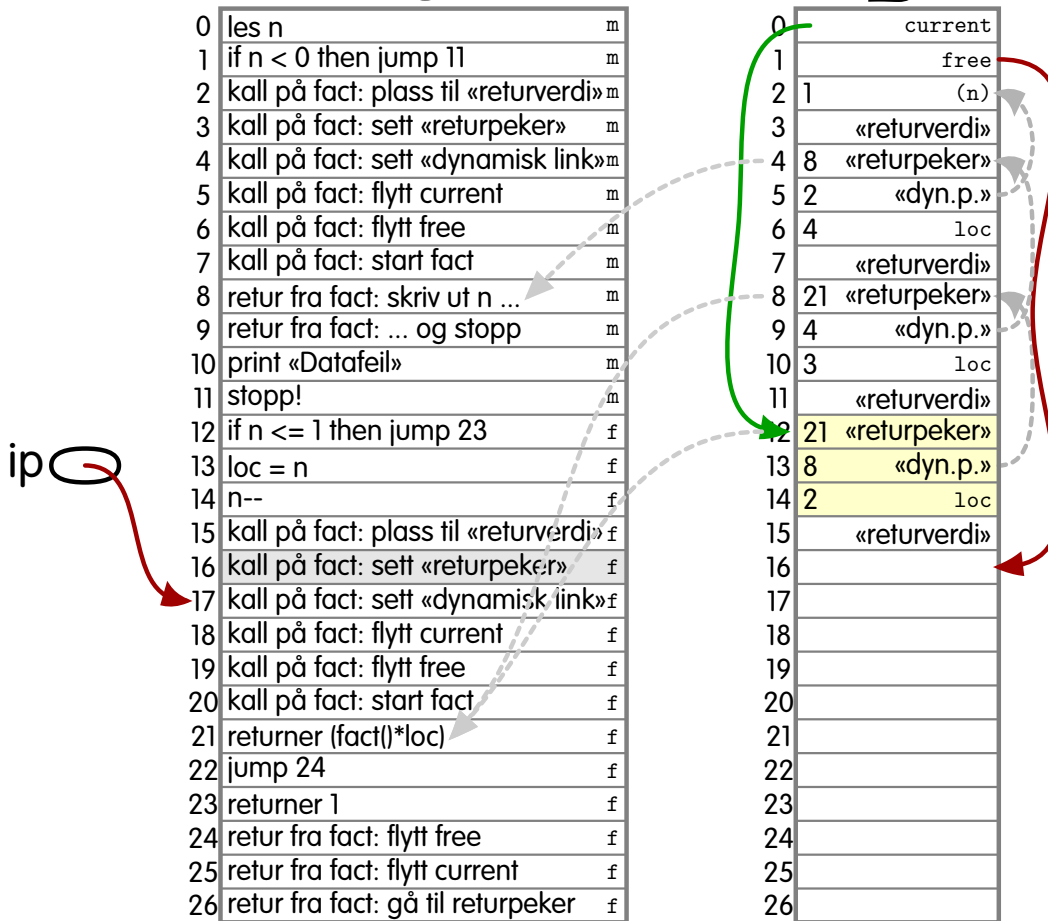 0 les n m
1 if n < 0 then jump 11 m
2 kall på fact: plass til «returverdi» m
3 kall på fact: sett «returpeker» m
4 kall på fact: sett «dynamisk link» m
5 kall på fact: flytt current m
6 kall på fact: flytt free m
7 kall på fact: start fact m
8 retur fra fact: skriv ut n ... m
9 retur fra fact: ... og stopp m
10 print «Datafeil» m
11 stopp! m
12 if n <= 1 then jump 23 f
ip
13 loc = n f
14 n-- f
15 kall på fact: plass til «returverdi» f
16 kall på fact: sett «returpeker» f
17 kall på fact: sett «dynamisk link» f
18 kall på fact: flytt current f
19 kall på fact: flytt free f
20 kall på fact: start fact f
21 returner (fact()*loc) f
22 jump 24 f
23 returner 1 f
24 retur fra fact: flytt free f
25 retur fra fact: flytt current f
26 retur fra fact: gå til returpeker f
0 current
1 free
2 1 (n)
3 «returverdi»
4 8 «returpeker»
5 2 «dyn.p.»
6 4 loc
7 «returverdi»
8 21 «returpeker»
9 4 «dyn.p.»
10 3 loc
11 «returverdi»
12 21 «returpeker»
13 8 «dyn.p.»
14 2 loc
15 «returverdi»
16
17
18
19
20
21
22
23
24
25
26